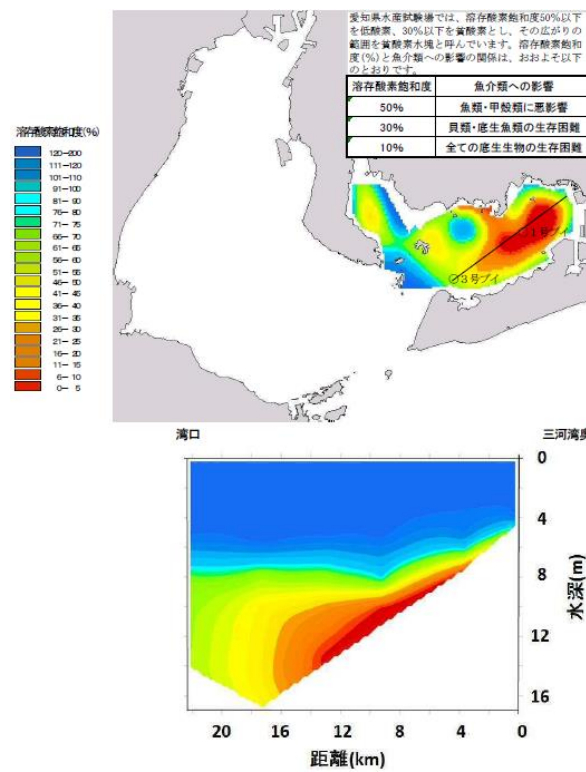 愛知県水産試験場では、溶存酸素飽和度50%以下
を低酸素、30%以下を貧酸素とし、その広がりの
範囲を貧酸素水塊と呼んでいます。溶存酸素飽和
度(%)と魚介類への影響の関係は、おおよそ以下
のとおりです。
溶存酸素飽和度 魚介類への影響
50% 魚類・甲殻類に悪影響
30% 貝類・底生魚類の生存困難
10% 全ての底生生物の生存困難
溶存酸素飽和度(%)
120-200
111-120
101-110
91-100
81-90
76-80
71-75
66-70
61-65
56-60
51-55
46-50
41-45
36-40
31-35
26-30
21-25
16-20
11-15
6-10
0-5
1号ブイ
3号ブイ
湾口
三河湾奥
0
4
8
12
16
水深(m)
20 16 12 8 4 0
距離(km)